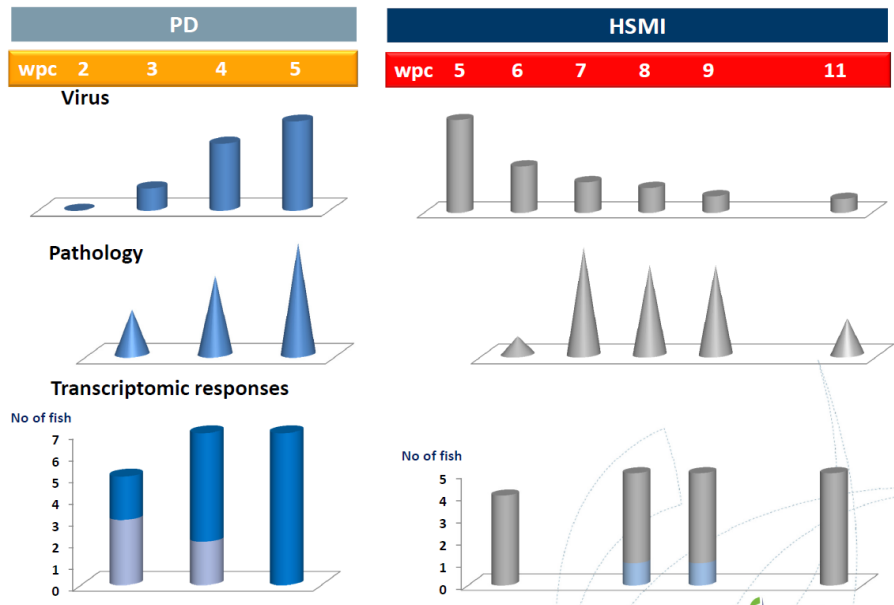 PD
HSMI
wpc 2 3 4 5
wpc 5 6 7 8 9 11
Virus
Pathology
Transcriptomic responses
No of fish
7
6
5
4
3
2
1
0
No of fish
5
4
3
2
1
0